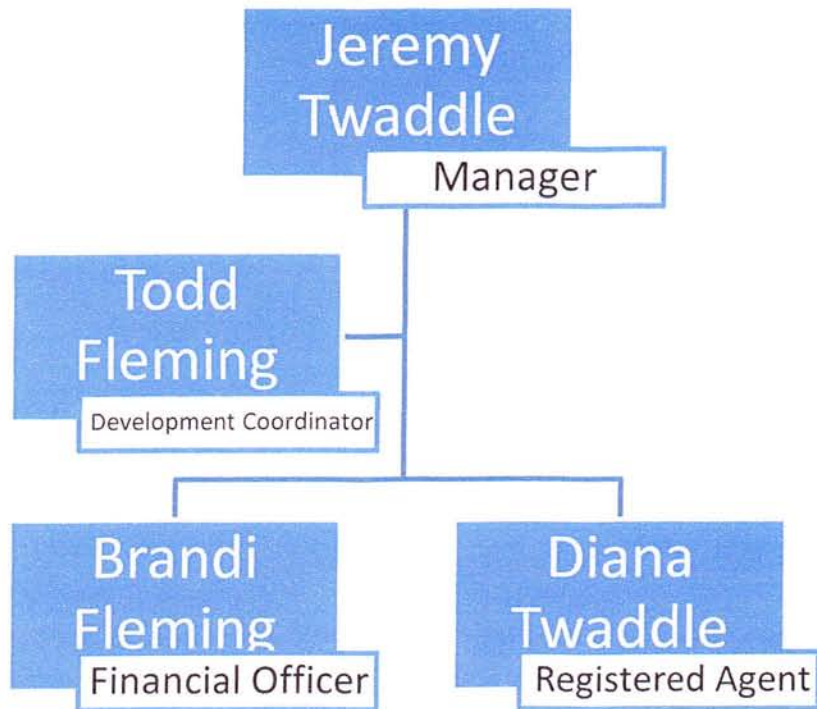 Jeremy
Twaddle
Manager
Todd
Fleming
Development Coordinator
Brandi
Fleming
Financial Officer
Diana
Twaddle
Registered Agent